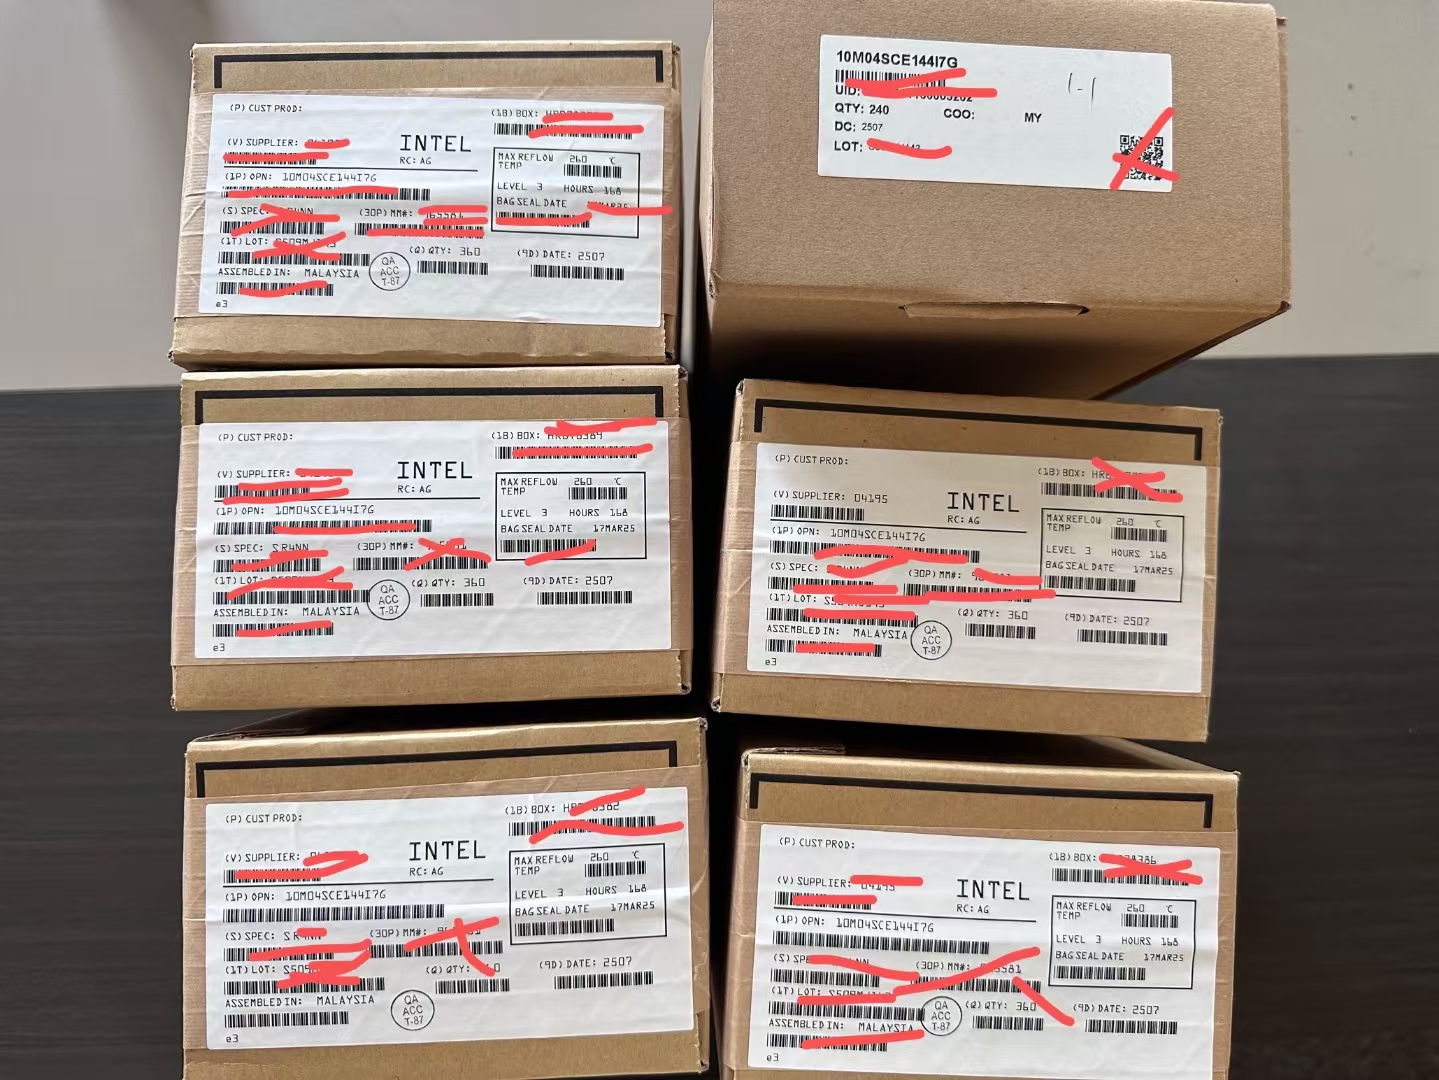 (P) CUST PROD:
(1B) BOX:
(V) SUPPLIER:
INTEL
RC: AG
MAX REFLOW TEMP 260 °C
(1P) OPN: 10M04SCE144I7G
LEVEL 3 HOURS 168
BAG SEAL DATE
(S) SPEC:
(30P) MM#:
(1T) LOT:
(Q) QTY: 360
(9D) DATE: 2507
ASSEMBLED IN: MALAYSIA
QA
ACC
T-87
e3
10M04SCE144I7G
UID:
QTY: 240
COO: MY
DC: 2507
LOT:
1-1
(P) CUST PROD:
(1B) BOX:
(V) SUPPLIER:
INTEL
RC: AG
MAX REFLOW TEMP 260 °C
(1P) OPN: 10M04SCE144I7G
LEVEL 3 HOURS 168
BAG SEAL DATE 17MAR25
(S) SPEC:
(30P) MM#:
(1T) LOT:
(Q) QTY: 360
(9D) DATE: 2507
ASSEMBLED IN: MALAYSIA
QA
ACC
T-87
e3
(P) CUST PROD:
(1B) BOX:
(V) SUPPLIER: 04195
INTEL
RC: AG
MAX REFLOW TEMP 260 °C
(1P) OPN: 10M04SCE144I7G
LEVEL 3 HOURS 168
BAG SEAL DATE 17MAR25
(S) SPEC:
(30P) MM#:
(1T) LOT:
(Q) QTY: 360
(9D) DATE: 2507
ASSEMBLED IN: MALAYSIA
QA
ACC
T-87
e3
(P) CUST PROD:
(1B) BOX:
(V) SUPPLIER:
INTEL
RC: AG
MAX REFLOW TEMP 260 °C
(1P) OPN: 10M04SCE144I7G
LEVEL 3 HOURS 168
BAG SEAL DATE 17MAR25
(S) SPEC:
(30P) MM#:
(1T) LOT:
(Q) QTY:
(9D) DATE: 2507
ASSEMBLED IN: MALAYSIA
QA
ACC
T-87
e3
(P) CUST PROD:
(1B) BOX:
(V) SUPPLIER: 04195
INTEL
RC: AG
MAX REFLOW TEMP 260 °C
(1P) OPN: 10M04SCE144I7G
LEVEL 3 HOURS 168
BAG SEAL DATE 17MAR25
(S)
(30P) MM#:
(1T) LOT:
(Q) QTY: 360
(9D) DATE: 2507
ASSEMBLED IN: MALAYSIA
QA
ACC
T-87
e3